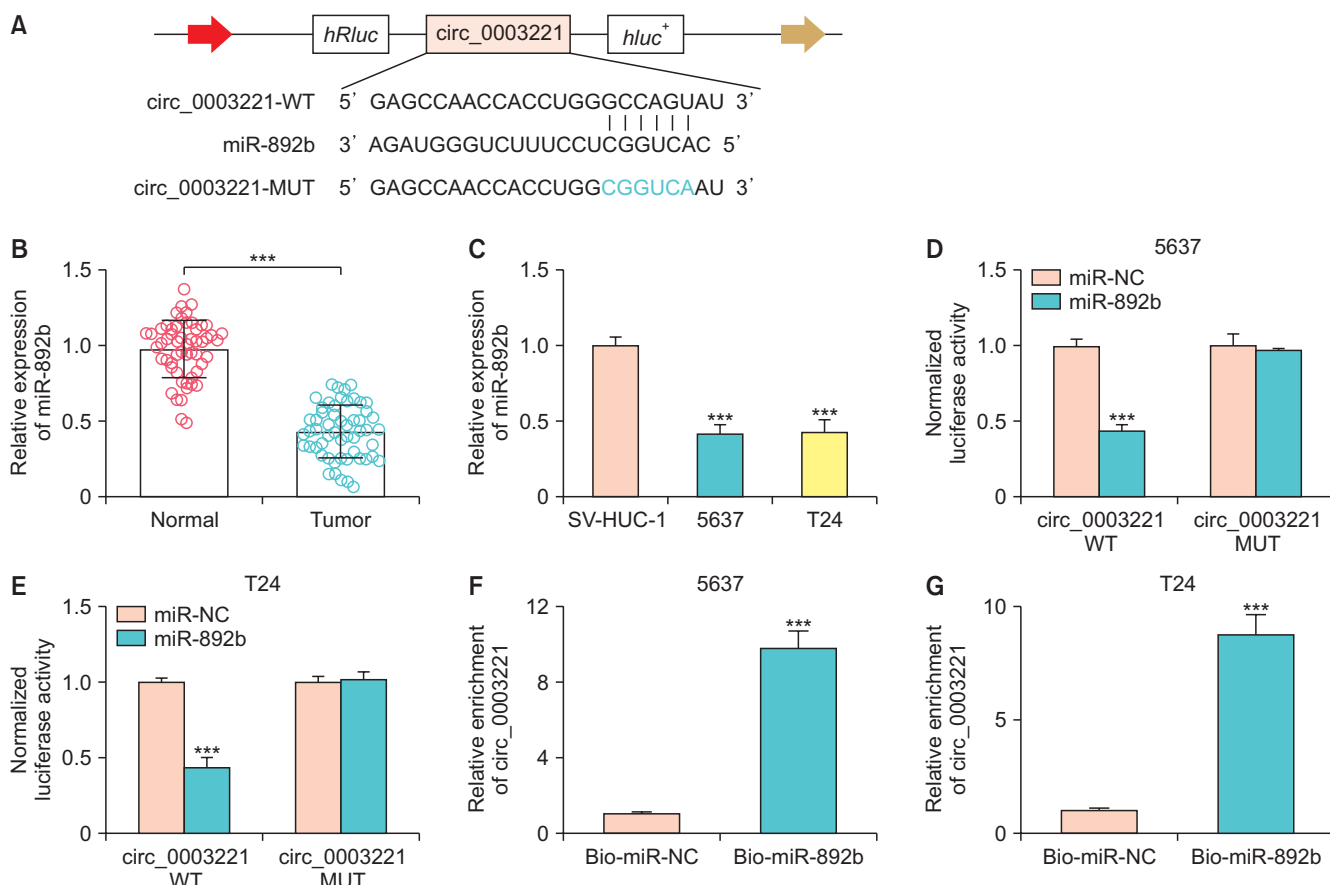 A
hRluc circ_0003221 hluc+
circ_0003221-WT 5’ GAGCCAACCACCUGGGCCAGUAU 3’
miR-892b 3’ AGAUGGGUCUUUCCUCGGUCAC 5’
circ_0003221-MUT 5’ GAGCCAACCACCUGGCGGUCAAU 3’
B
Relative expression
of miR-892b
1.5
1.0
0.5
0
***
Normal Tumor
C
Relative expression
of miR-892b
1.5
1.0
0.5
0
*** ***
SV-HUC-1 5637 T24
D
5637
Normalized
luciferase activity
1.5
1.0
0.5
0
miR-NC
miR-892b
***
circ_0003221 circ_0003221
WT MUT
E
T24
Normalized
luciferase activity
1.5
1.0
0.5
0
miR-NC
miR-892b
***
circ_0003221 circ_0003221
WT MUT
F
5637
Relative enrichment
of circ_0003221
12
8
4
0
***
Bio-miR-NC Bio-miR-892b
G
T24
Relative enrichment
of circ_0003221
10
5
0
***
Bio-miR-NC Bio-miR-892b